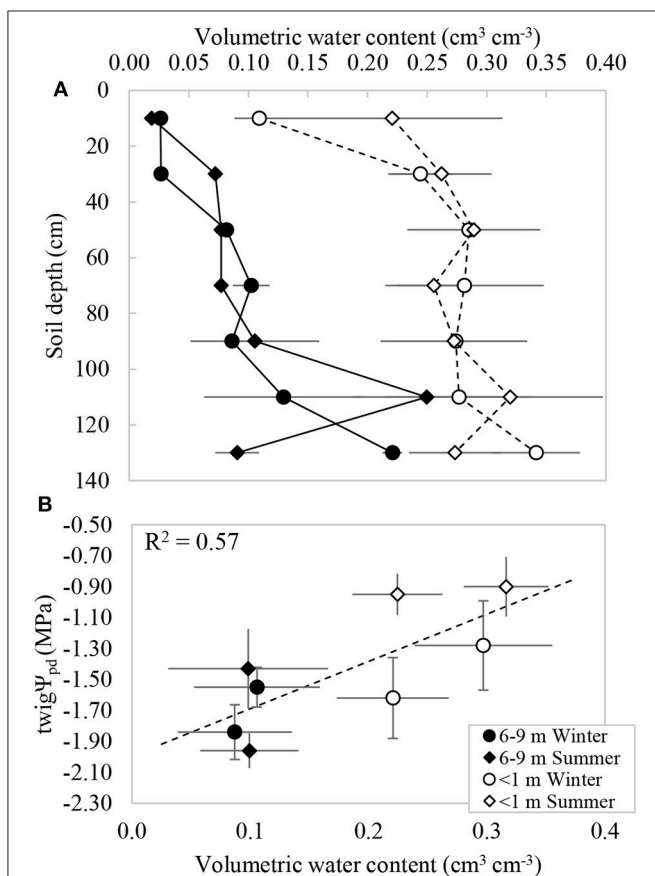 Volumetric water content (cm³ cm⁻³)
0.00 0.05 0.10 0.15 0.20 0.25 0.30 0.35 0.40
A
0
20
40
60
80
100
120
140
Soil depth (cm)
B
-0.50
-0.70
-0.90
-1.10
-1.30
-1.50
-1.70
-1.90
-2.10
-2.30
twigΨpd (MPa)
R² = 0.57
6-9 m Winter
6-9 m Summer
<1 m Winter
<1 m Summer
0.0 0.1 0.2 0.3 0.4
Volumetric water content (cm³ cm⁻³)